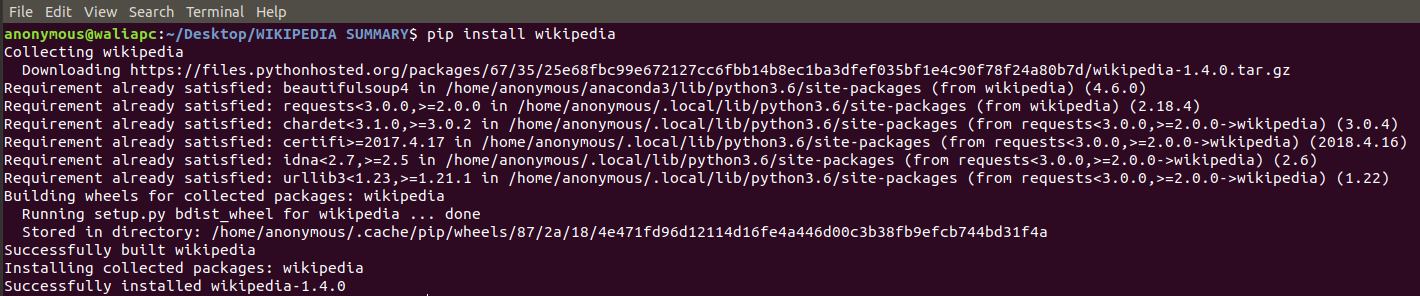 File Edit View Search Terminal Help
anonymous@waliapc:~/Desktop/WIKIPEDIA SUMMARY$ pip install wikipedia
Collecting wikipedia
  Downloading https://files.pythonhosted.org/packages/67/35/25e68fbc99e672127cc6fbb14b8ec1ba3dfef035bf1e4c90f78f24a80b7d/wikipedia-1.4.0.tar.gz
Requirement already satisfied: beautifulsoup4 in /home/anonymous/anaconda3/lib/python3.6/site-packages (from wikipedia) (4.6.0)
Requirement already satisfied: requests<3.0.0,>=2.0.0 in /home/anonymous/.local/lib/python3.6/site-packages (from wikipedia) (2.18.4)
Requirement already satisfied: chardet<3.1.0,>=3.0.2 in /home/anonymous/.local/lib/python3.6/site-packages (from requests<3.0.0,>=2.0.0->wikipedia) (3.0.4)
Requirement already satisfied: certifi>=2017.4.17 in /home/anonymous/.local/lib/python3.6/site-packages (from requests<3.0.0,>=2.0.0->wikipedia) (2018.4.16)
Requirement already satisfied: idna<2.7,>=2.5 in /home/anonymous/.local/lib/python3.6/site-packages (from requests<3.0.0,>=2.0.0->wikipedia) (2.6)
Requirement already satisfied: urllib3<1.23,>=1.21.1 in /home/anonymous/.local/lib/python3.6/site-packages (from requests<3.0.0,>=2.0.0->wikipedia) (1.22)
Building wheels for collected packages: wikipedia
  Running setup.py bdist_wheel for wikipedia ... done
  Stored in directory: /home/anonymous/.cache/pip/wheels/87/2a/18/4e471fd96d12114d16fe4a446d00c3b38fb9efcb744bd31f4a
Successfully built wikipedia
Installing collected packages: wikipedia
Successfully installed wikipedia-1.4.0